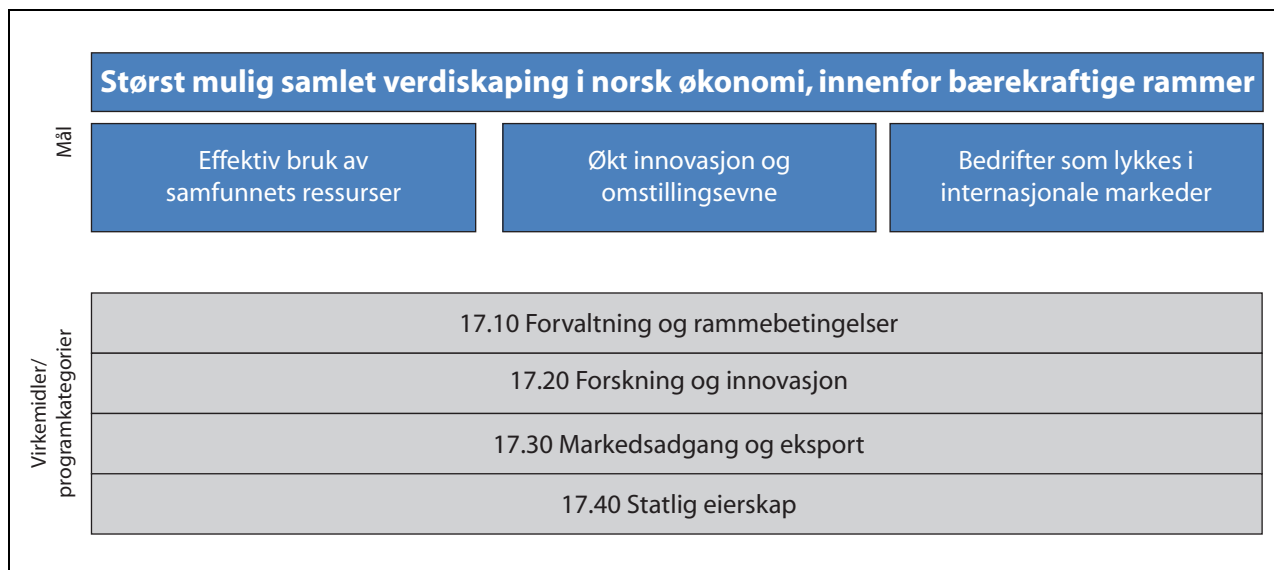 Størst mulig samlet verdiskaping i norsk økonomi, innenfor bærekraftige rammer
Mål
Effektiv bruk av
samfunnets ressurser
Økt innovasjon og
omstillingsevne
Bedrifter som lykkes i
internasjonale markeder
Virkemidler/
programkategorier
17.10 Forvaltning og rammebetingelser
17.20 Forskning og innovasjon
17.30 Markedsadgang og eksport
17.40 Statlig eierskap